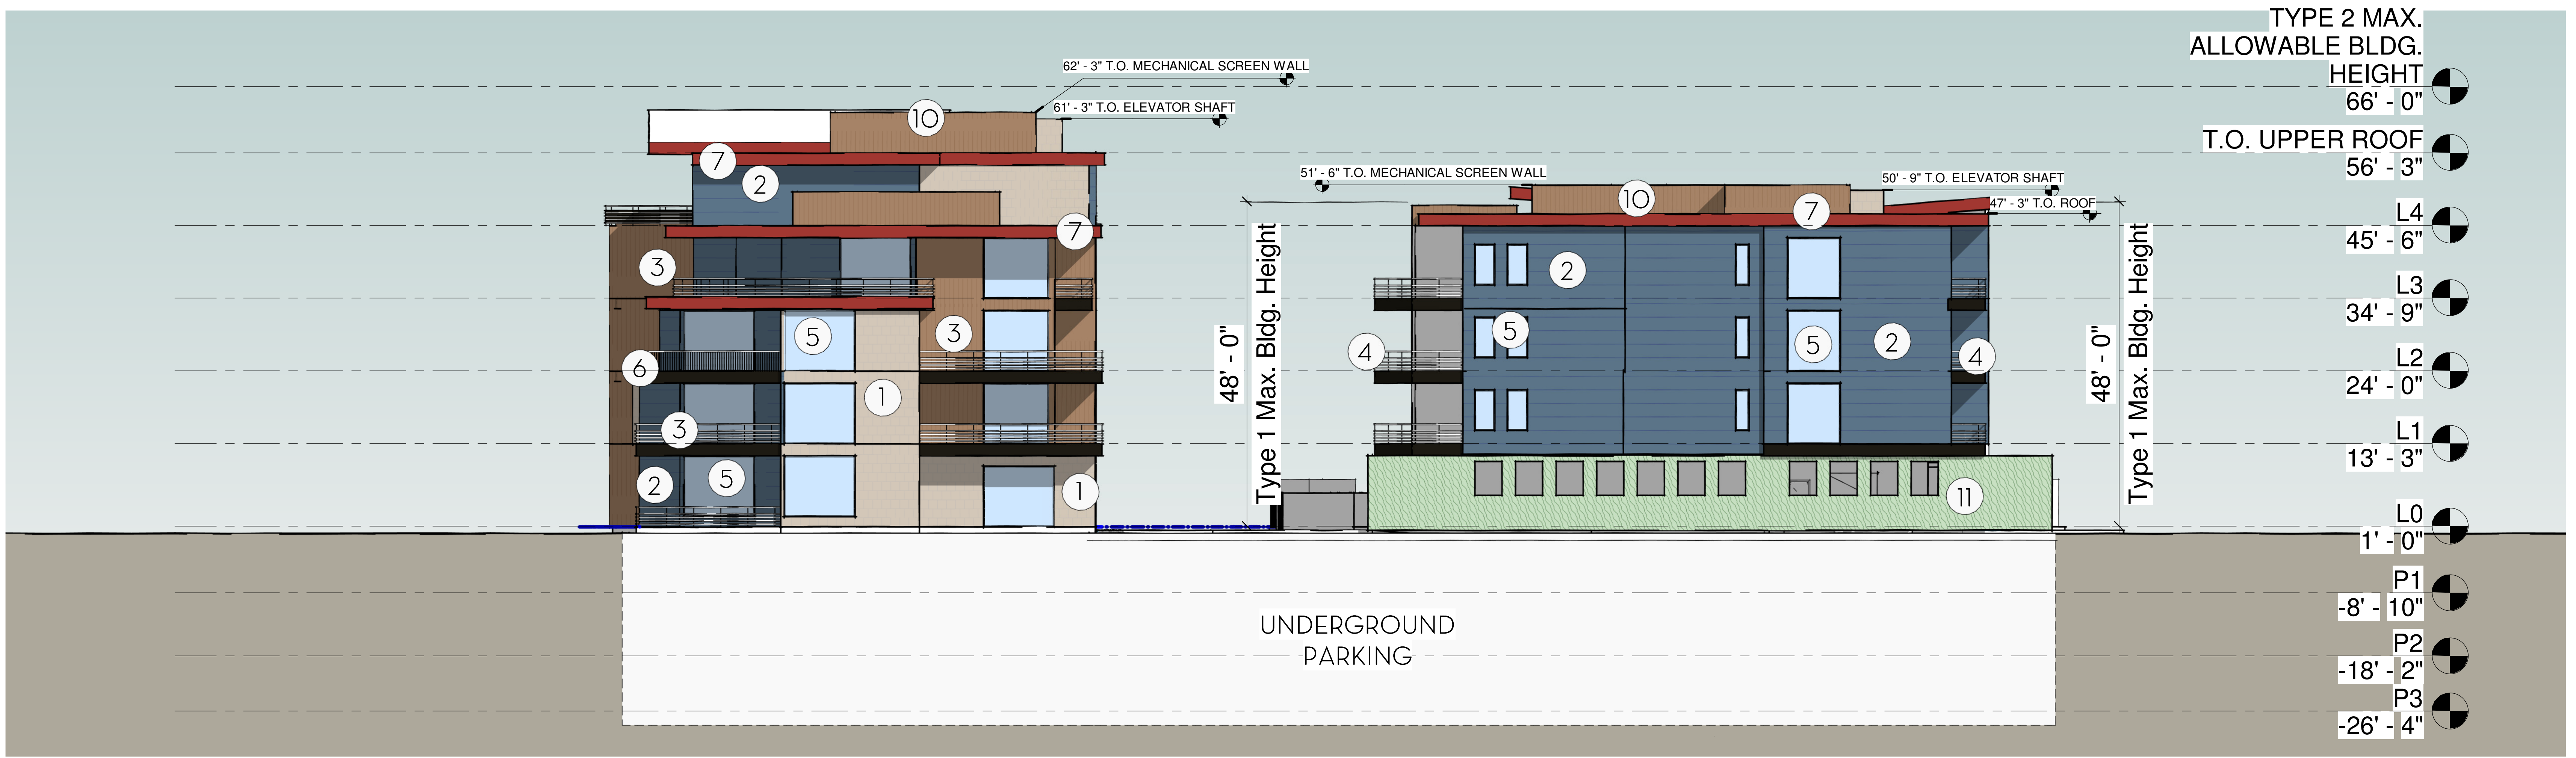 TYPE 2 MAX.
ALLOWABLE BLDG.
HEIGHT
66' - 0"
T.O. UPPER ROOF
56' - 3"
L4
45' - 6"
L3
34' - 9"
L2
24' - 0"
L1
13' - 3"
L0
1' - 0"
P1
-8' - 10"
P2
-18' - 2"
P3
-26' - 4"
62' - 3" T.O. MECHANICAL SCREEN WALL
61' - 3" T.O. ELEVATOR SHAFT
10
7
2
7
3
5
3
6
1
3
2
5
1
51' - 6" T.O. MECHANICAL SCREEN WALL
50' - 9" T.O. ELEVATOR SHAFT
47' - 3" T.O. ROOF
48' - 0"
Type 1 Max. Bldg. Height
10
7
2
5
5
2
4
4
11
48' - 0"
Type 1 Max. Bldg. Height
UNDERGROUND
PARKING